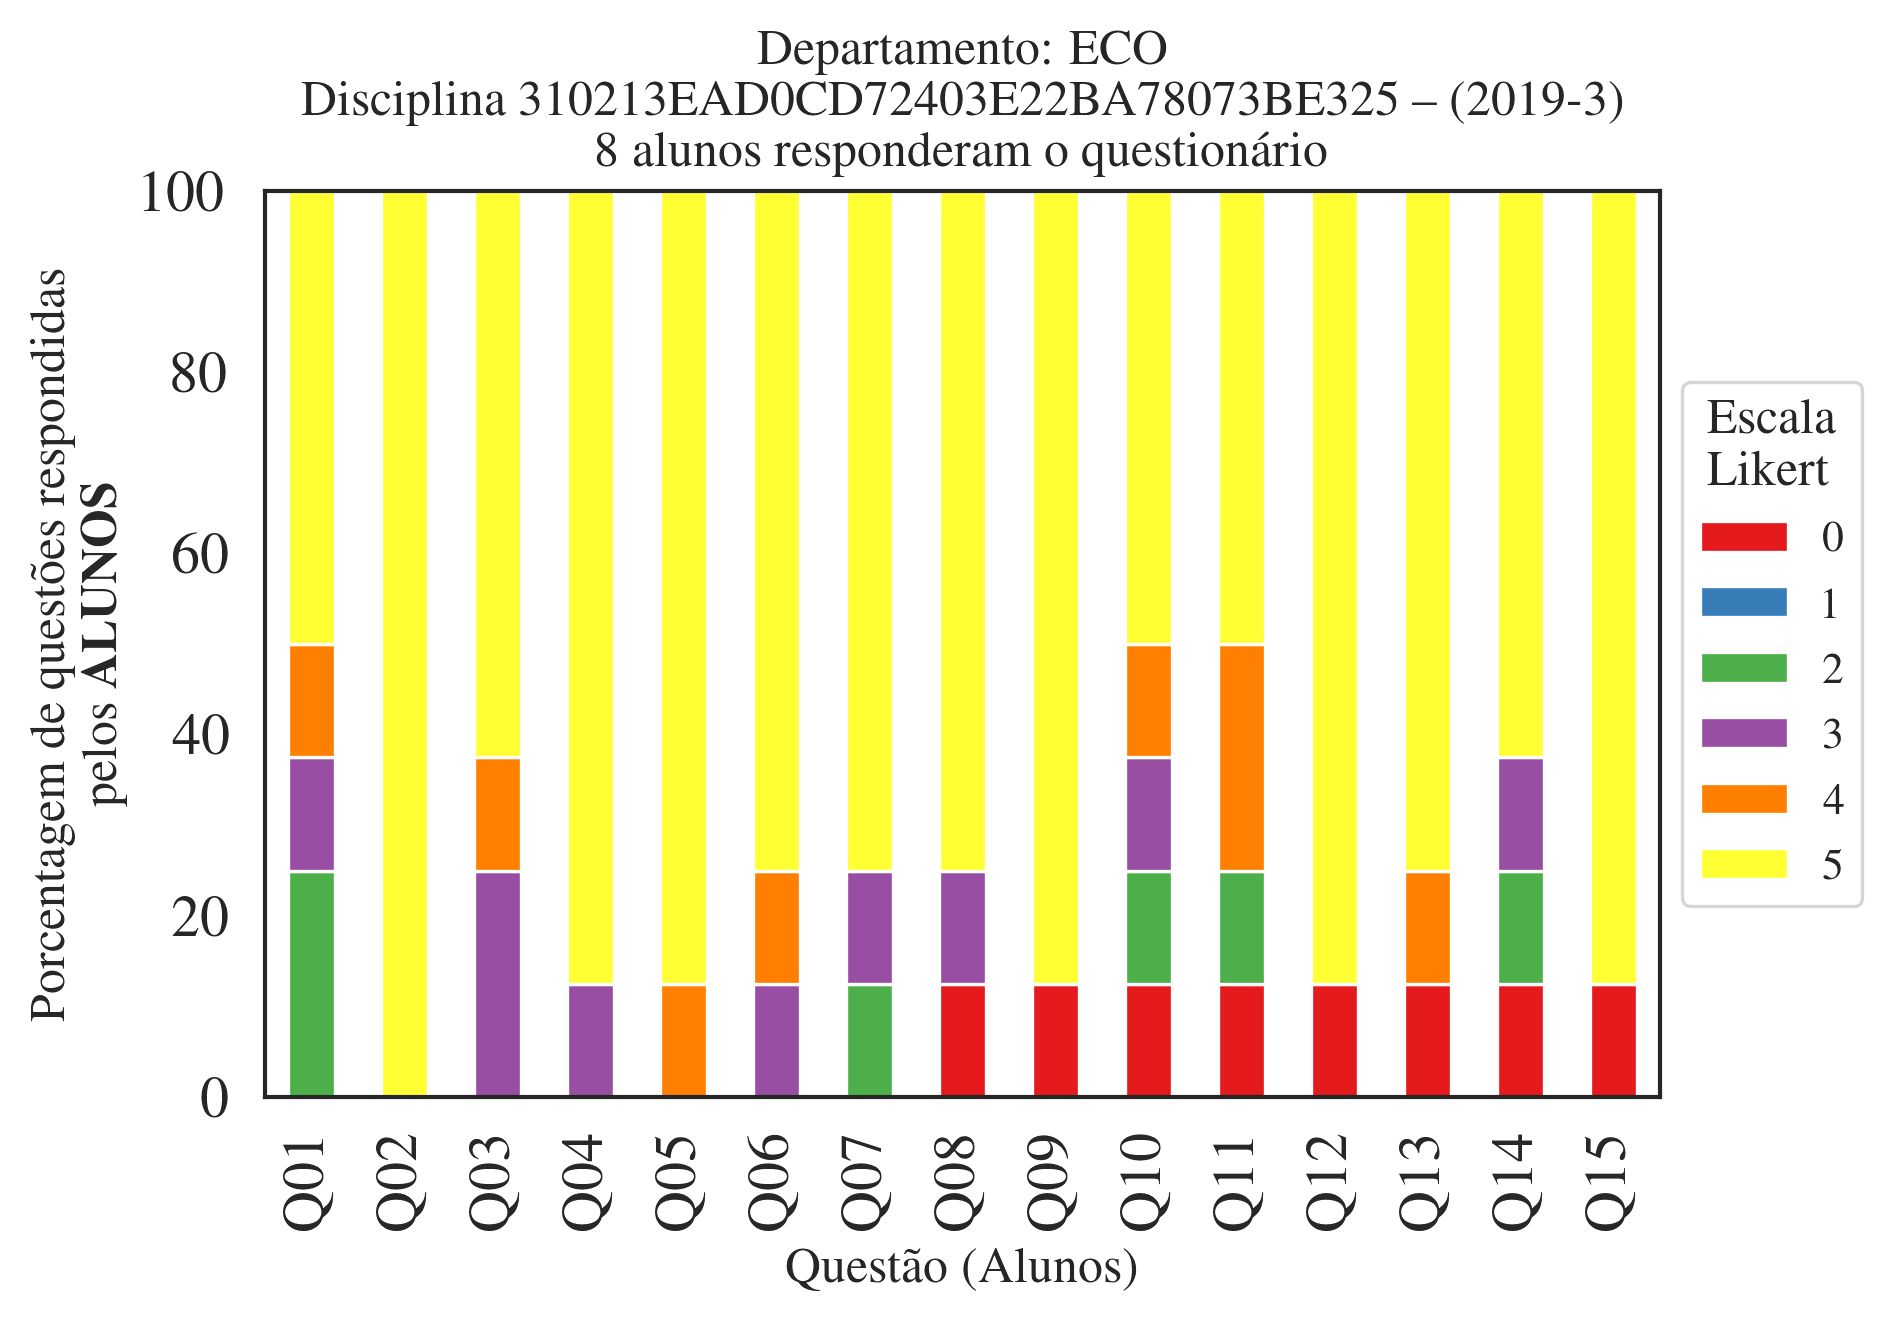 Departamento: ECO
Disciplina 310213EAD0CD72403E22BA78073BE325 – (2019-3)
8 alunos responderam o questionário
Porcentagem de questões respondidas
pelos ALUNOS
100
80
60
40
20
0
Q01
Q02
Q03
Q04
Q05
Q06
Q07
Q08
Q09
Q10
Q11
Q12
Q13
Q14
Q15
Questão (Alunos)
Escala
Likert
0
1
2
3
4
5